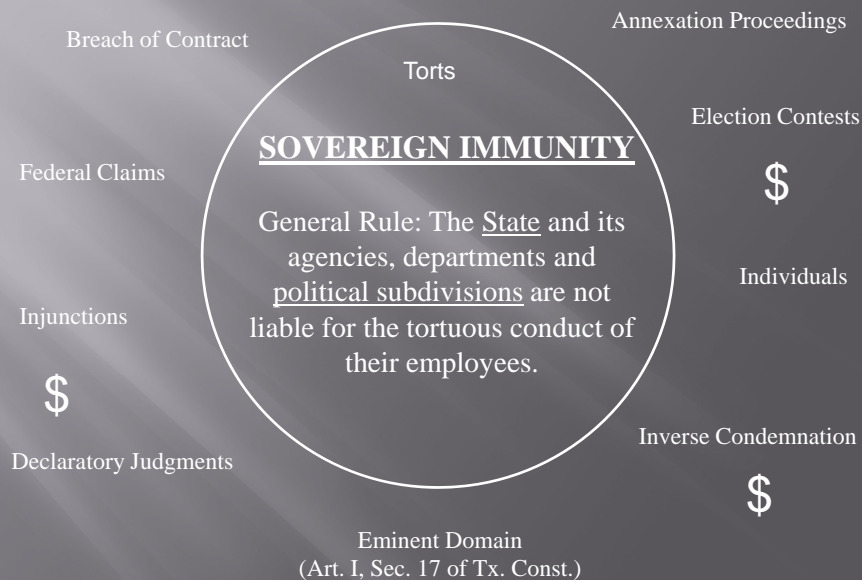 Annexation Proceedings
Breach of Contract
Torts
Election Contests
SOVEREIGN IMMUNITY
Federal Claims
$
General Rule: The State and its
agencies, departments and
political subdivisions are not
liable for the tortuous conduct of
their employees.
Individuals
Injunctions
$
Inverse Condemnation
Declaratory Judgments
$
Eminent Domain
(Art. I, Sec. 17 of Tx. Const.)